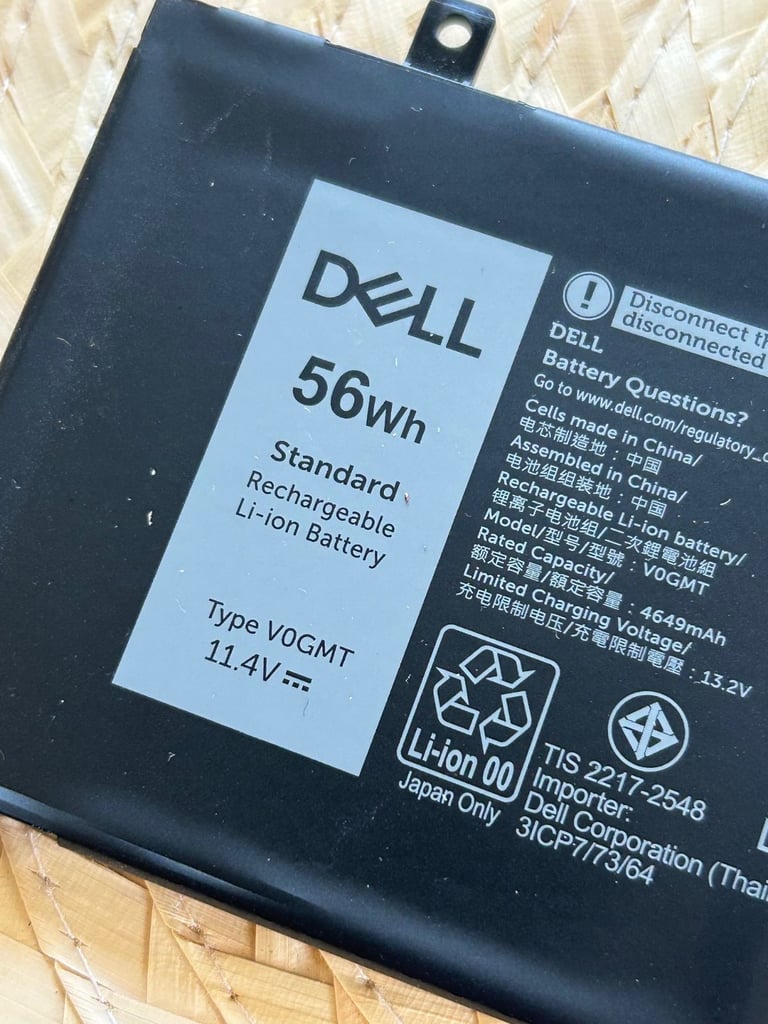 DELL
56Wh
Standard
Rechargeable
Li-ion Battery
Type V0GMT
11.4V
Disconnect
disconnected
DELL
Battery Questions?
Go to www.dell.com/regulatory_
Cells made in China/
电芯制造地：中国
Assembled in China/
电池组组装地：中国
Rechargeable Li-ion battery/
锂离子电池组/二次鋰電池組
Model/型号/型號：V0GMT
Rated Capacity/
额定容量/額定容量：4649mAh
Limited Charging Voltage/
充电限制电压/充電限制電壓：13.2V
Li-ion 00
Japan Only
TIS 2217-2548
Importer:
Dell Corporation (Thai
3ICP7/73/64